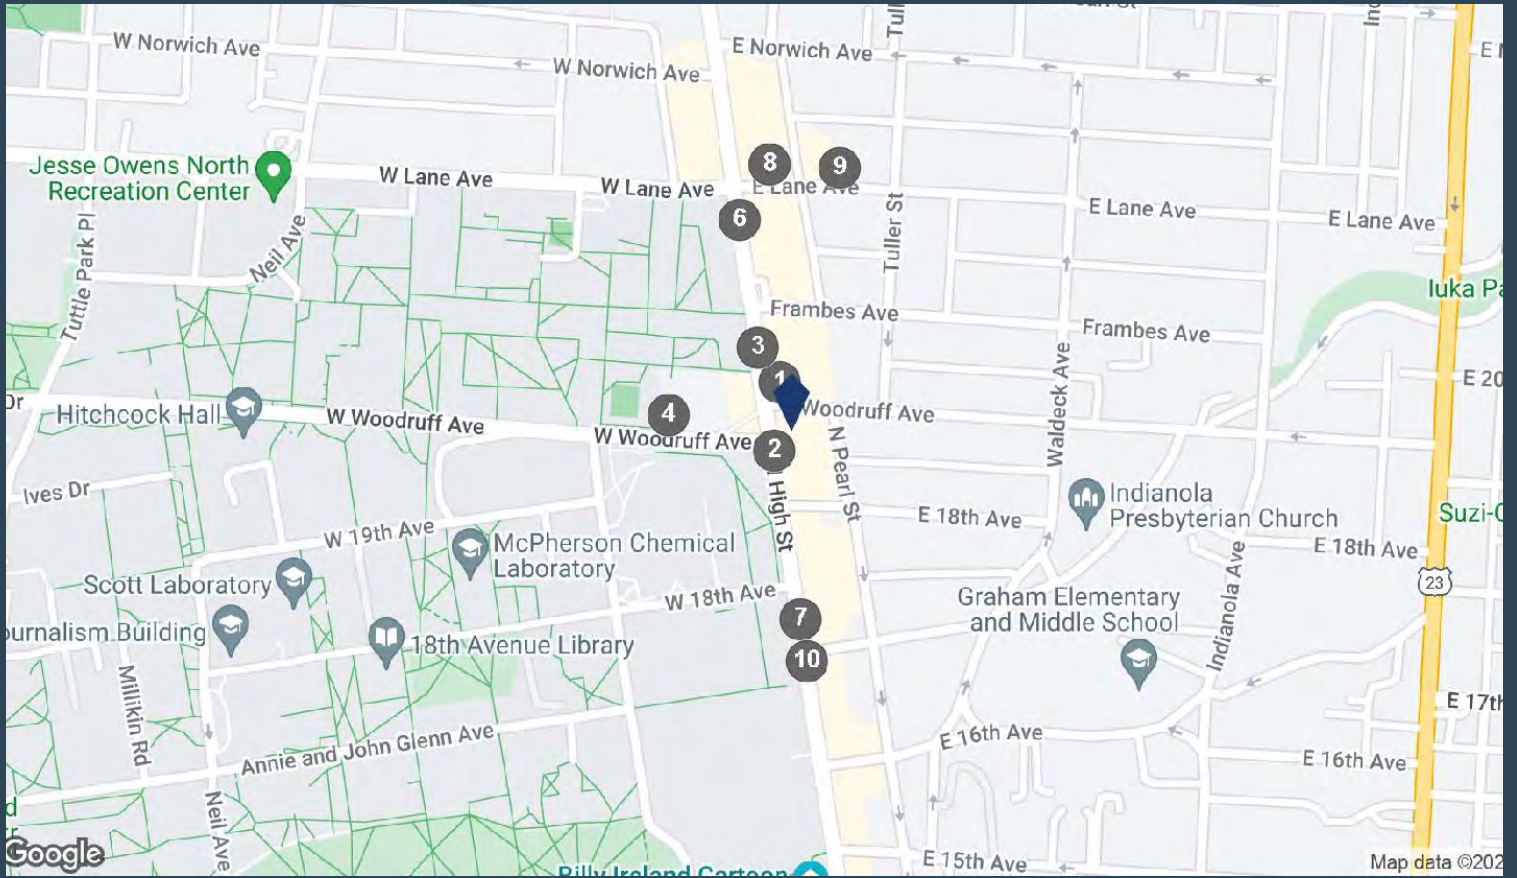 W Norwich Ave
W Norwich Ave
E Norwich Ave
Jesse Owens North
Recreation Center
W Lane Ave
W Lane Ave
8
9
E Lane Ave
6
E Lane Ave
E Lane Ave
Tuttle Park Pl
Neil Ave
Tuller St
Frambes Ave
Frambes Ave
Iuka
3
1
Waldeck Ave
E 20
Hitchcock Hall
W Woodruff Ave
4
W Woodruff Ave
2
Woodruff Ave
N Pearl St
High St
Ives Dr
W 19th Ave
McPherson Chemical
Laboratory
E 18th Ave
Indianola
Presbyterian Church
E 18th Ave
Scott Laboratory
W 18th Ave
7
10
Graham Elementary
and Middle School
Indianola Ave
23
18th Avenue Library
Millikin Rd
E 17th
Annie and John Glenn Ave
E 16th Ave
E 16th Ave
Neil Ave
E 15th Ave
Google
Map data ©202